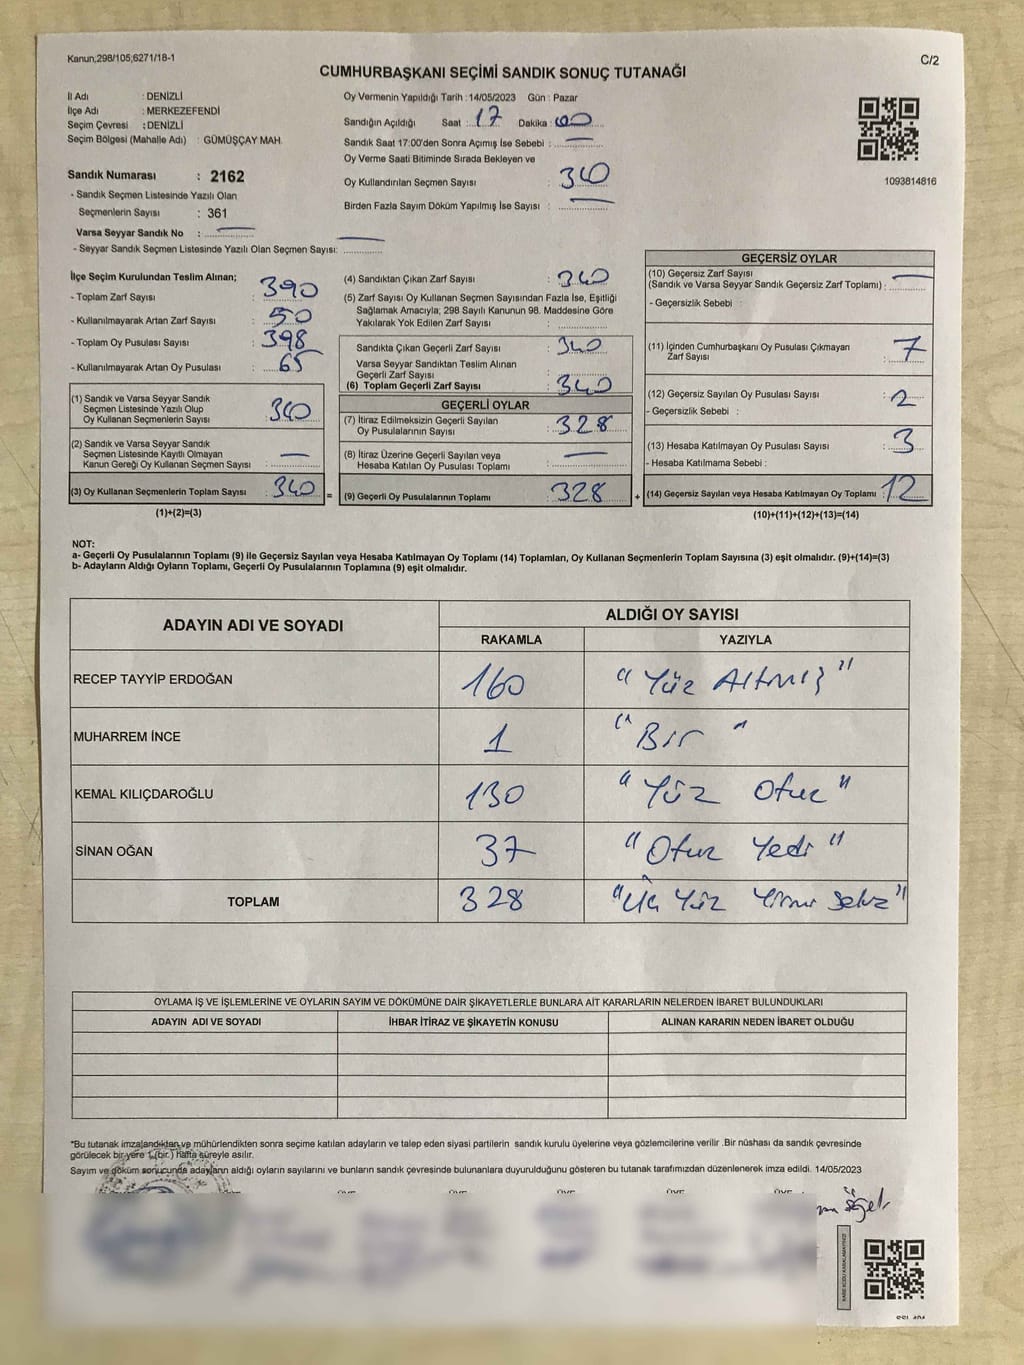 Kanun,298/105;6271/18-1
C/2
CUMHURBAŞKANI SEÇİMİ SANDIK SONUÇ TUTANAĞI
İl Adı : DENİZLİ
İlçe Adı : MERKEZEFENDİ
Seçim Çevresi : DENİZLİ
Seçim Bölgesi (Mahalle Adı) : GÜMÜŞÇAY MAH.
Sandık Numarası : 2162
- Sandık Seçmen Listesinde Yazılı Olan
Seçmenlerin Sayısı : 361
Varsa Seyyar Sandık No : —
- Seyyar Sandık Seçmen Listesinde Yazılı Olan Seçmen Sayısı: —
Oy Vermenin Yapıldığı Tarih : 14/05/2023 Gün : Pazar
Sandığın Açıldığı Saat : 17 Dakika : 00
Sandık Saat 17:00'den Sonra Açımış İse Sebebi : —
Oy Verme Saati Bitiminde Sırada Bekleyen ve
Oy Kullandırılan Seçmen Sayısı : 340
Birden Fazla Sayım Döküm Yapılmış İse Sayısı : —
1093814816
İlçe Seçim Kurulundan Teslim Alınan;
- Toplam Zarf Sayısı : 390
- Kullanılmayarak Artan Zarf Sayısı : 50
- Toplam Oy Pusulası Sayısı : 398
- Kullanılmayarak Artan Oy Pusulası : 65
(1) Sandık ve Varsa Seyyar Sandık
Seçmen Listesinde Yazılı Olup
Oy Kullanan Seçmenlerin Sayısı : 340
(2) Sandık ve Varsa Seyyar Sandık
Seçmen Listesinde Kayıtlı Olmayan
Kanun Gereği Oy Kullanan Seçmen Sayısı : —
(3) Oy Kullanan Seçmenlerin Toplam Sayısı : 340 =
(1)+(2)=(3)
(4) Sandıktan Çıkan Zarf Sayısı : 340
(5) Zarf Sayısı Oy Kullanan Seçmen Sayısından Fazla İse, Eşitliği
Sağlamak Amacıyla; 298 Sayılı Kanunun 98. Maddesine Göre
Yakılarak Yok Edilen Zarf Sayısı :
Sandıkta Çıkan Geçerli Zarf Sayısı : 340
Varsa Seyyar Sandıktan Teslim Alınan
Geçerli Zarf Sayısı :
(6) Toplam Geçerli Zarf Sayısı : 340
GEÇERLİ OYLAR
(7) İtiraz Edilmeksizin Geçerli Sayılan
Oy Pusulalarının Sayısı : 328
(8) İtiraz Üzerine Geçerli Sayılan veya
Hesaba Katılan Oy Pusulası Toplamı : —
(9) Geçerli Oy Pusulalarının Toplamı : 328 +
GEÇERSİZ OYLAR
(10) Geçersiz Zarf Sayısı
(Sandık ve Varsa Seyyar Sandık Geçersiz Zarf Toplamı) : —
- Geçersizlik Sebebi :
(11) İçinden Cumhurbaşkanı Oy Pusulası Çıkmayan
Zarf Sayısı : 7
(12) Geçersiz Sayılan Oy Pusulası Sayısı : 2
- Geçersizlik Sebebi :
(13) Hesaba Katılmayan Oy Pusulası Sayısı : 3
- Hesaba Katılmama Sebebi :
(14) Geçersiz Sayılan veya Hesaba Katılmayan Oy Toplamı : 12
(10)+(11)+(12)+(13)=(14)
NOT:
a- Geçerli Oy Pusulalarının Toplamı (9) ile Geçersiz Sayılan veya Hesaba Katılmayan Oy Toplamı (14) Toplamları, Oy Kullanan Seçmenlerin Toplam Sayısına (3) eşit olmalıdır. (9)+(14)=(3)
b- Adayların Aldığı Oyların Toplamı, Geçerli Oy Pusulalarının Toplamına (9) eşit olmalıdır.
ADAYIN ADI VE SOYADI ALDIĞI OY SAYISI
RAKAMLA YAZIYLA
RECEP TAYYİP ERDOĞAN 160 "Yüz Altmış"
MUHARREM İNCE 1 "Bir"
KEMAL KILIÇDAROĞLU 130 "Yüz Otuz"
SİNAN OĞAN 37 "Otuz Yedi"
TOPLAM 328 "Üç Yüz Yirmi Sekiz"
OYLAMA İŞ VE İŞLEMLERİNE VE OYLARIN SAYIM VE DÖKÜMÜNE DAİR ŞİKAYETLERLE BUNLARA AİT KARARLARIN NELERDEN İBARET BULUNDUKLARI
ADAYIN ADI VE SOYADI İHBAR İTİRAZ VE ŞİKAYETİN KONUSU ALINAN KARARIN NEDEN İBARET OLDUĞU
*Bu tutanak imzalandıktan ve mühürlendikten sonra seçime katılan adayların ve talep eden siyasi partilerin sandık kurulu üyelerine veya gözlemcilerine verilir .Bir nüshası da sandık çevresinde
görülecek bir yere 1 (bir.) hafta süreyle asılır.
Sayım ve döküm sonucunda adayların aldığı oyların sayılarını ve bunların sandık çevresinde bulunanlara duyurulduğunu gösteren bu tutanak tarafımızdan düzenlenerek imza edildi. 14/05/2023
ÜYE ÜYE ÜYE ÜYE ÜYE